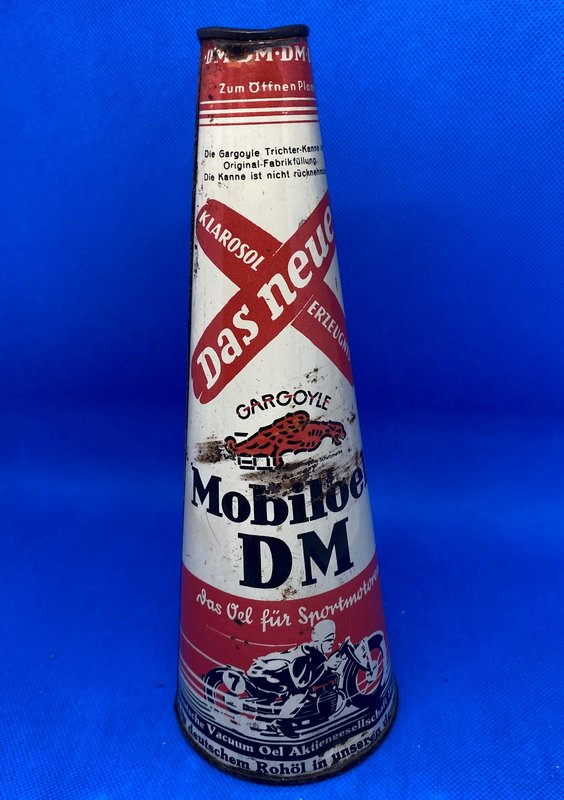 DM·DM·DM
Zum Öffnen
Die Gargoyle Trichter-Kanne
Original-Fabrikfüllung.
Die Kanne ist nicht
KLAROSOL
Das neue
GARGOYLE
Mobiloel
DM
Das Oel für Sportmotoren
7
Vacuum Oel Aktiengesellschaft
deutschem Rohöl in unseren